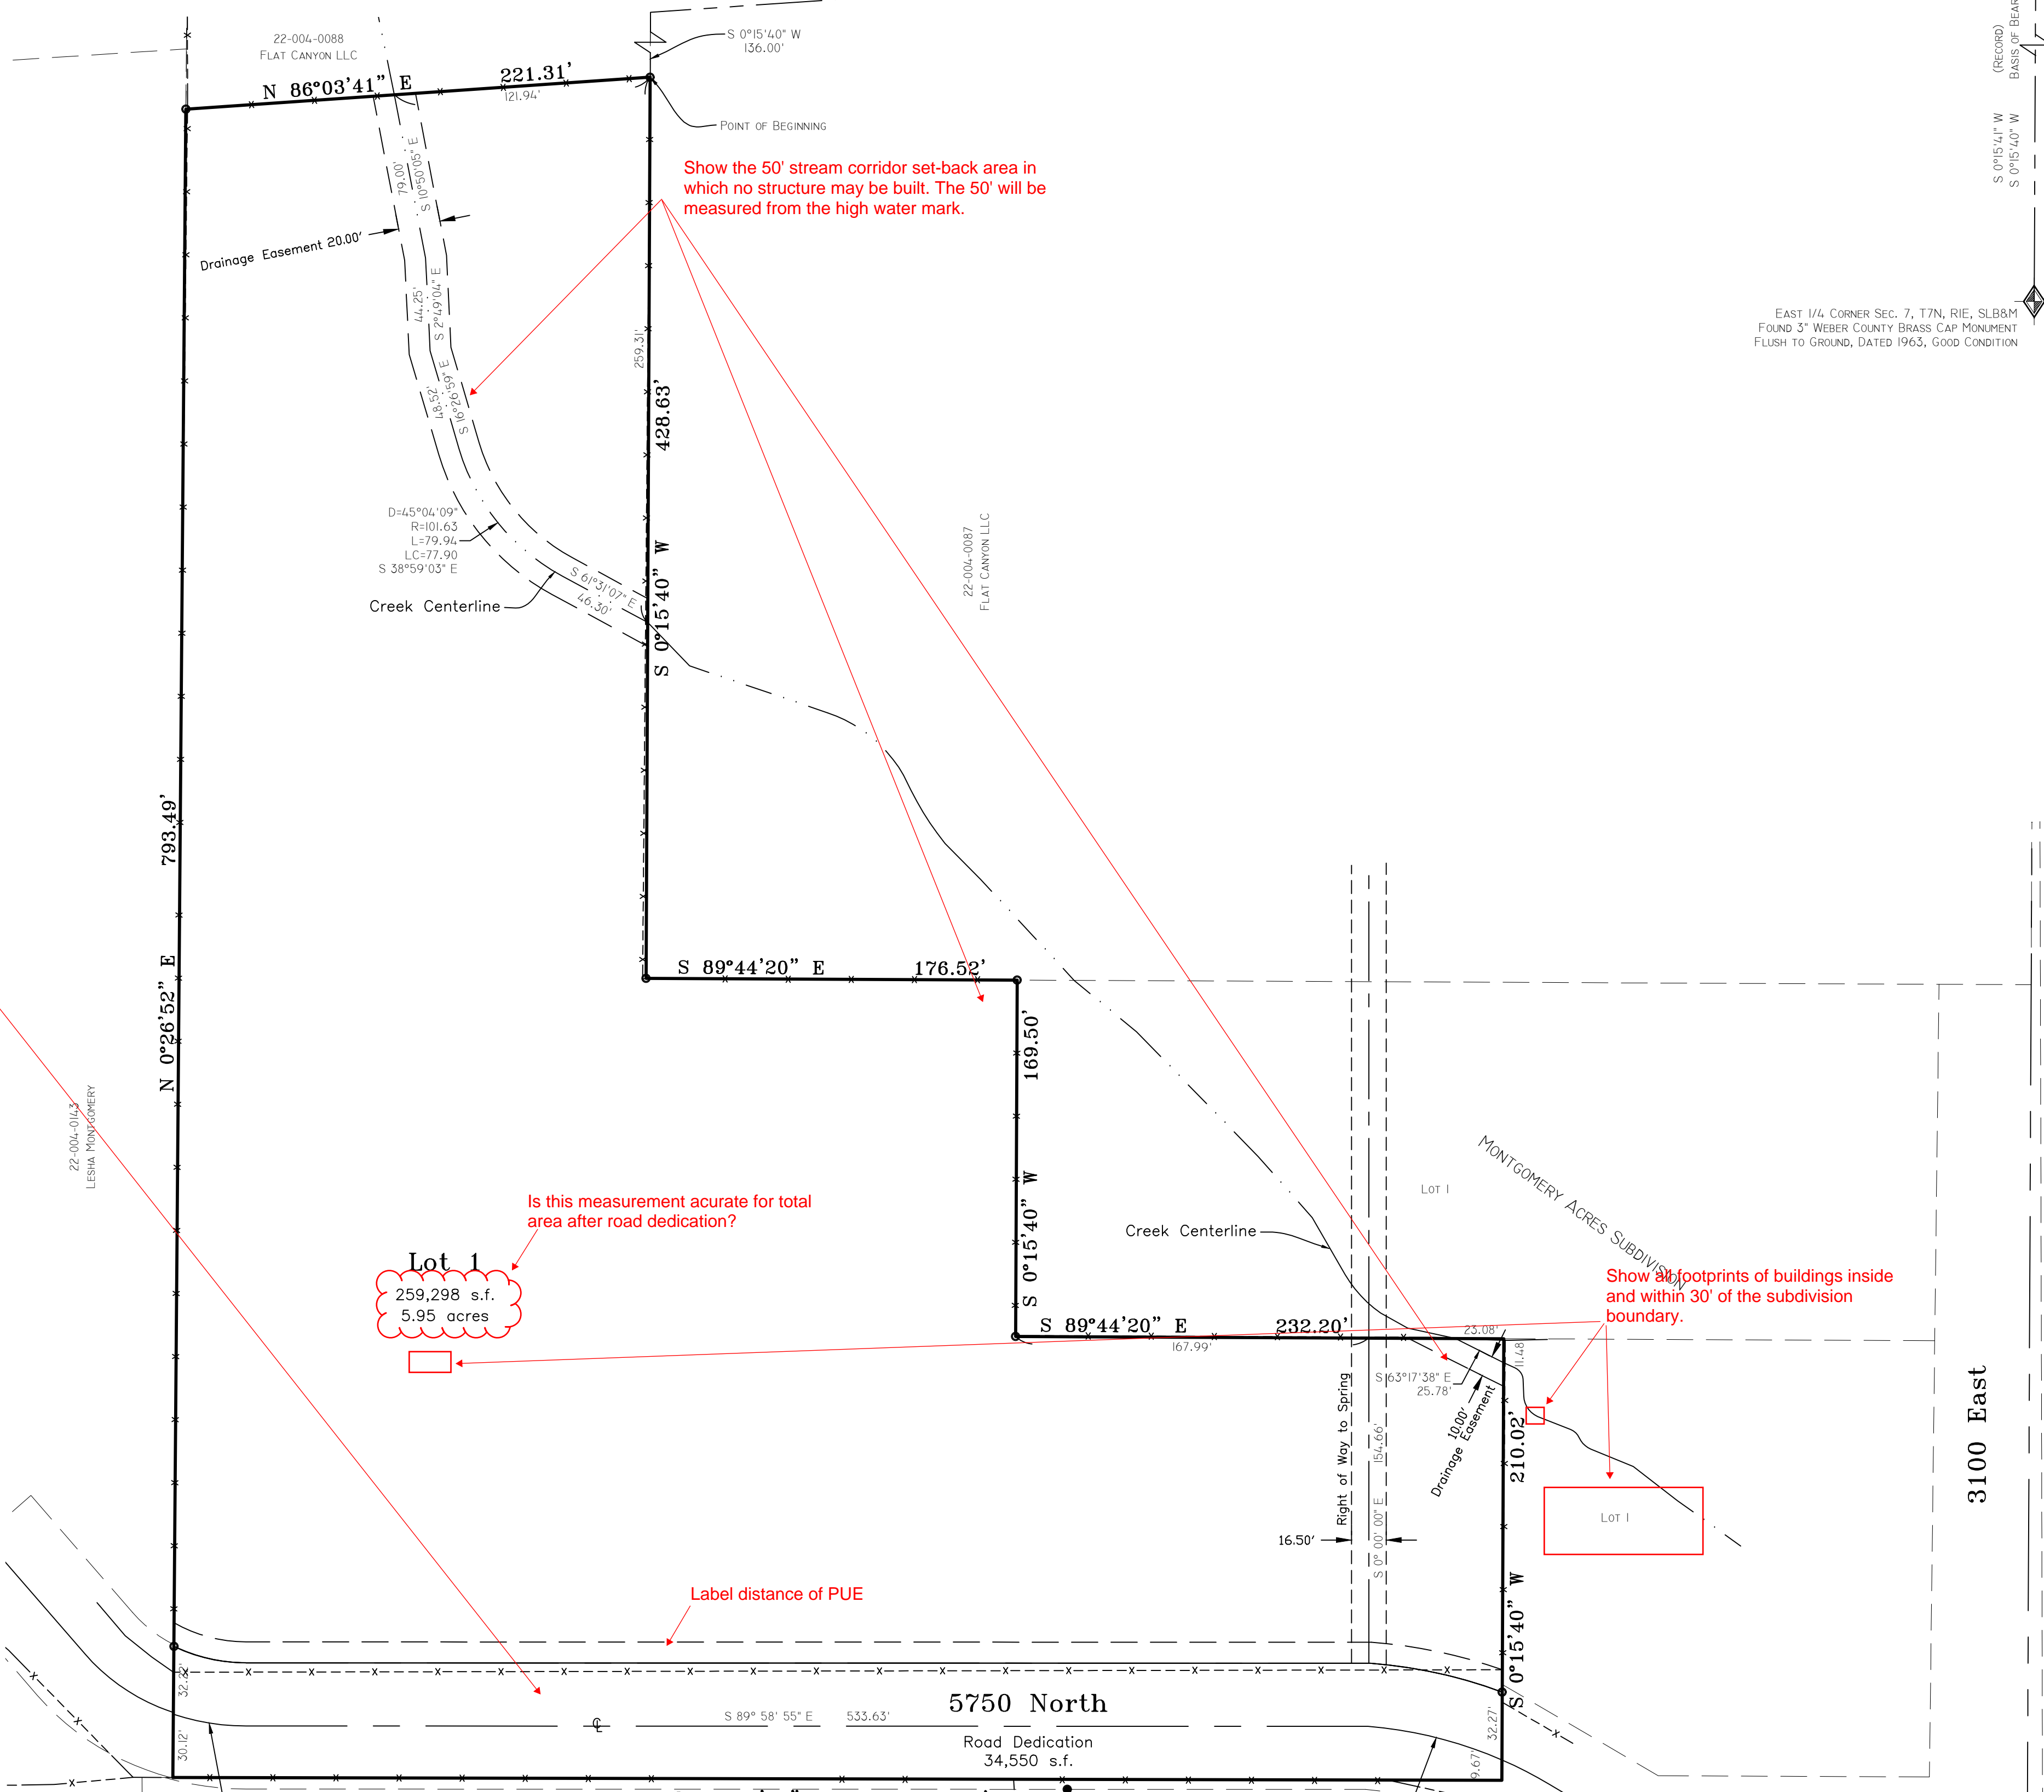 22-004-0088
FLAT CANYON LLC
N 86°03'41" E
221.31'
121.94'
S 0°15'40" W
136.00'
POINT OF BEGINNING
S 0°15'41" W (RECORD)
S 0°15'40" W
Show the 50' stream corridor set-back area in
which no structure may be built. The 50' will be
measured from the high water mark.
79.00'
S 10°50'05" E
Drainage Easement 20.00'
44.25'
S 2°49'04" E
48.52'
S 16°26'59" E
259.31'
428.63'
S 0°15'40" W
EAST 1/4 CORNER SEC. 7, T7N, R1E, SLB&M
FOUND 3" WEBER COUNTY BRASS CAP MONUMENT
FLUSH TO GROUND, DATED 1963, GOOD CONDITION
D=45°04'09"
R=101.63
L=79.94
LC=77.90
S 38°59'03" E
Creek Centerline
S 61°31'07" E
46.30'
22-004-0087
FLAT CANYON LLC
793.49'
N 0°26'52" E
S 89°44'20" E
176.52'
169.50'
S 0°15'40" W
22-004-0143
LESHA MONTGOMERY
Is this measurement acurate for total
area after road dedication?
Lot 1
259,298 s.f.
5.95 acres
Creek Centerline
LOT 1
MONTGOMERY ACRES SUBDIVISION
Show all footprints of buildings inside
and within 30' of the subdivision
boundary.
S 89°44'20" E
232.20'
167.99'
23.08'
11.48'
S 63°17'38" E
25.78'
10.00'
Drainage Easement
Right of Way to Spring
154.66'
S 0° 00' 00" E
16.50'
210.02'
S 0°15'40" W
LOT 1
3100 East
Label distance of PUE
32.22'
30.12'
5750 North
S 89° 58' 55" E
533.63'
Road Dedication
34,550 s.f.
32.27'
9.67'